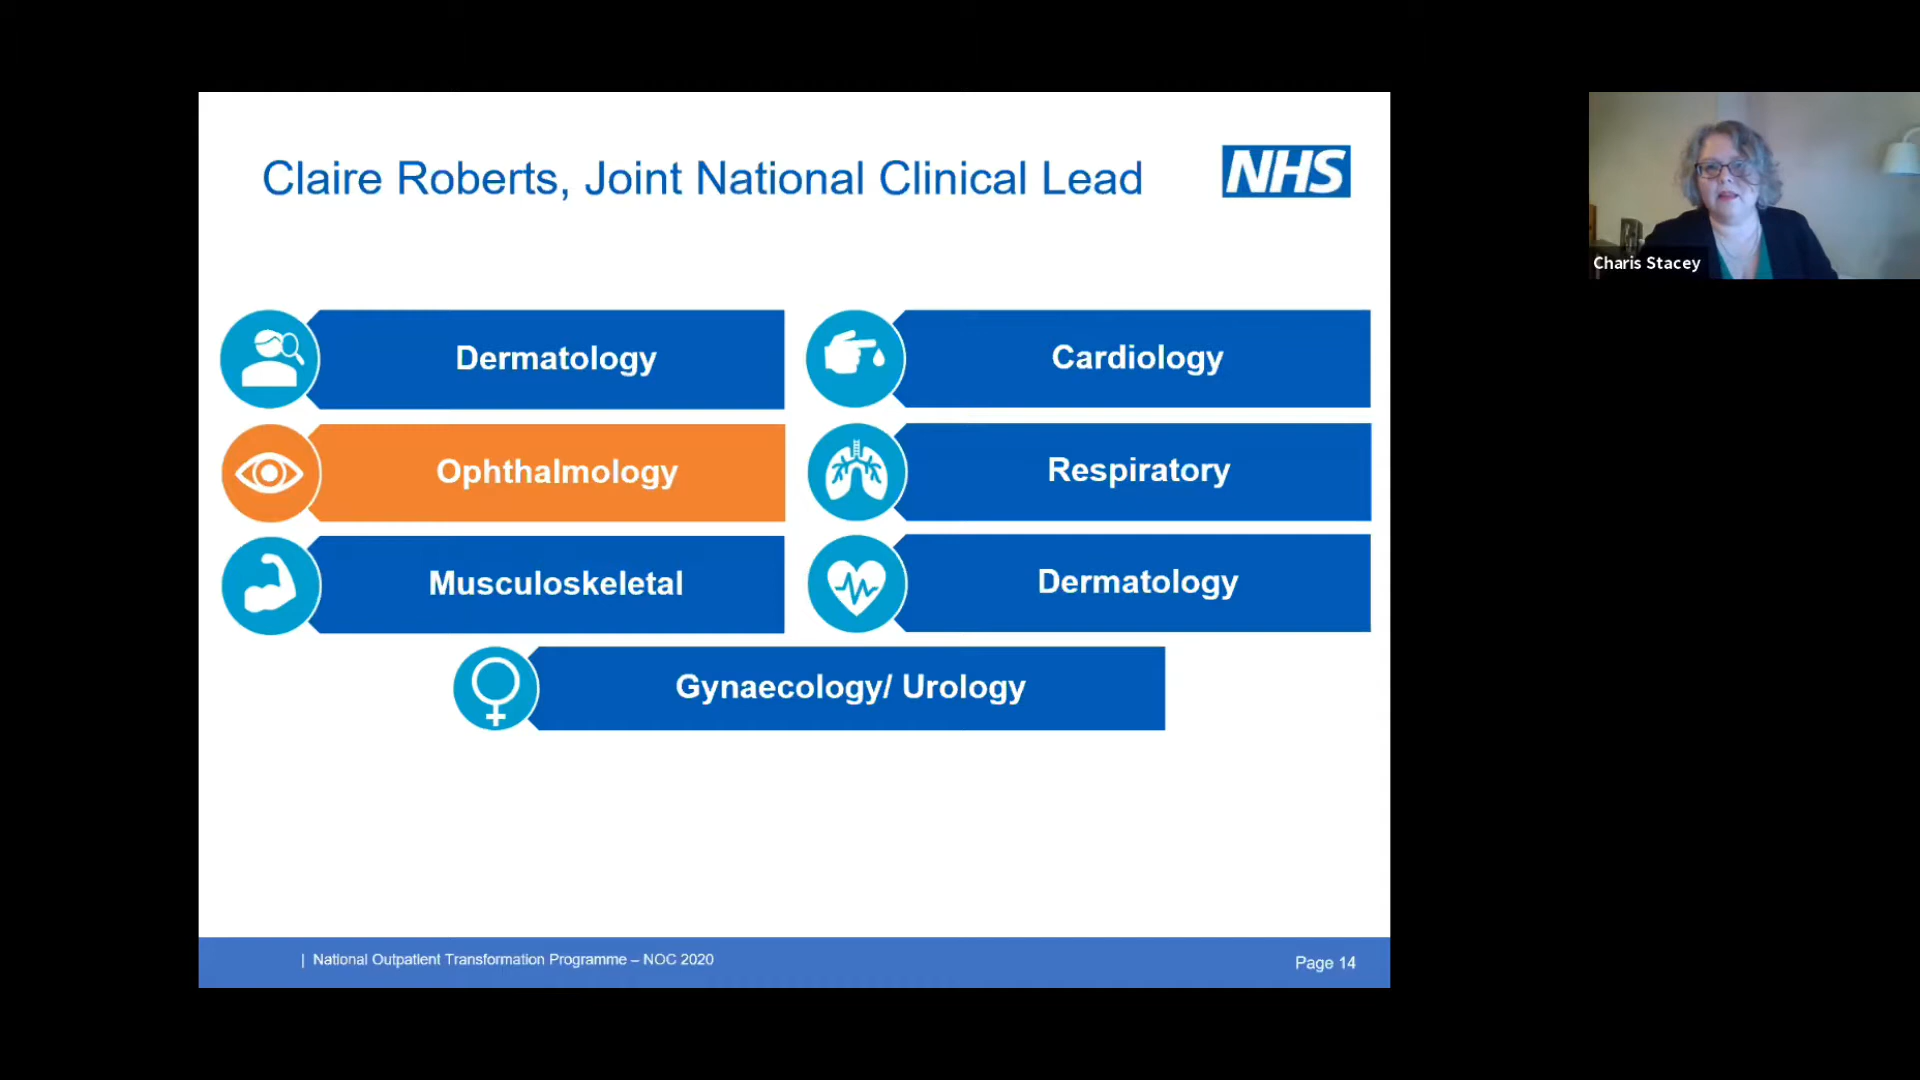 Claire Roberts, Joint National Clinical Lead
NHS
Charis Stacey
Dermatology
Cardiology
Ophthalmology
Respiratory
Musculoskeletal
Dermatology
Gynaecology/ Urology
| National Outpatient Transformation Programme – NOC 2020
Page 14